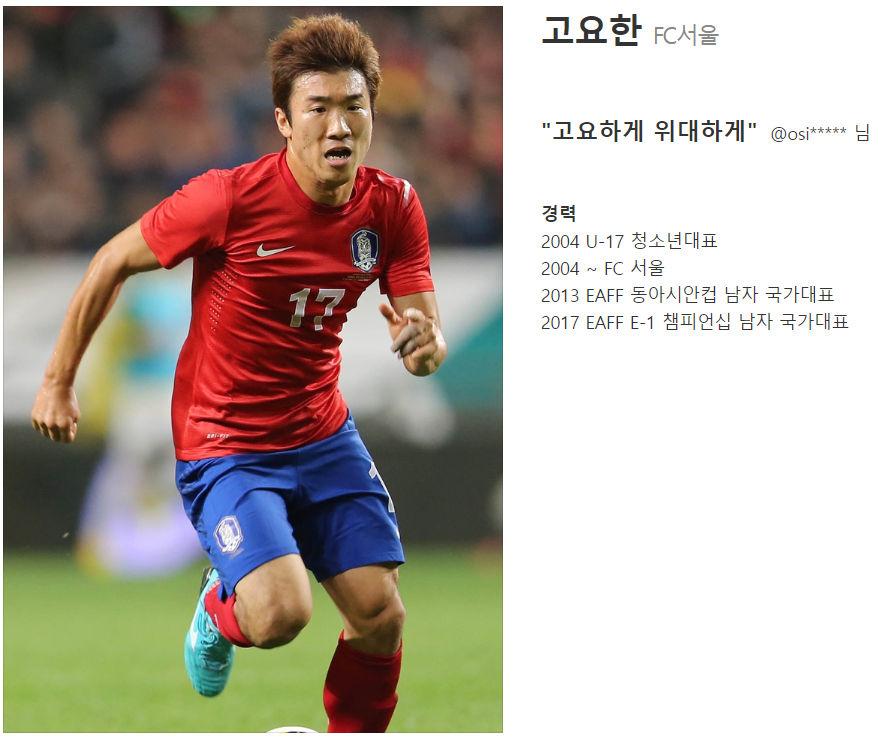 고요한 FC서울
"고요하게 위대하게" @osi***** 님
경력
2004 U-17 청소년대표
2004 ~ FC 서울
2013 EAFF 동아시안컵 남자 국가대표
2017 EAFF E-1 챔피언십 남자 국가대표
17
DRI-FIT